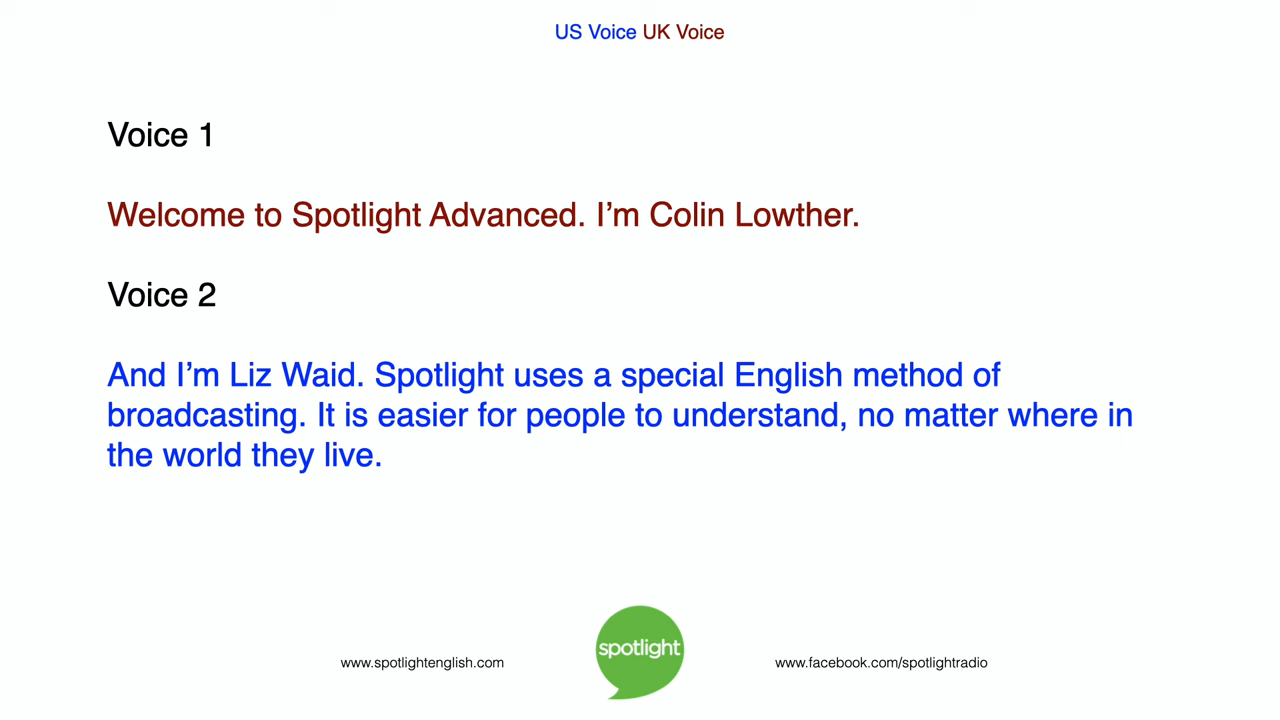 US Voice UK Voice
Voice 1
Welcome to Spotlight Advanced. I’m Colin Lowther.
Voice 2
And I’m Liz Waid. Spotlight uses a special English method of
broadcasting. It is easier for people to understand, no matter where in
the world they live.
www.spotlightenglish.com
spotlight
www.facebook.com/spotlightradio